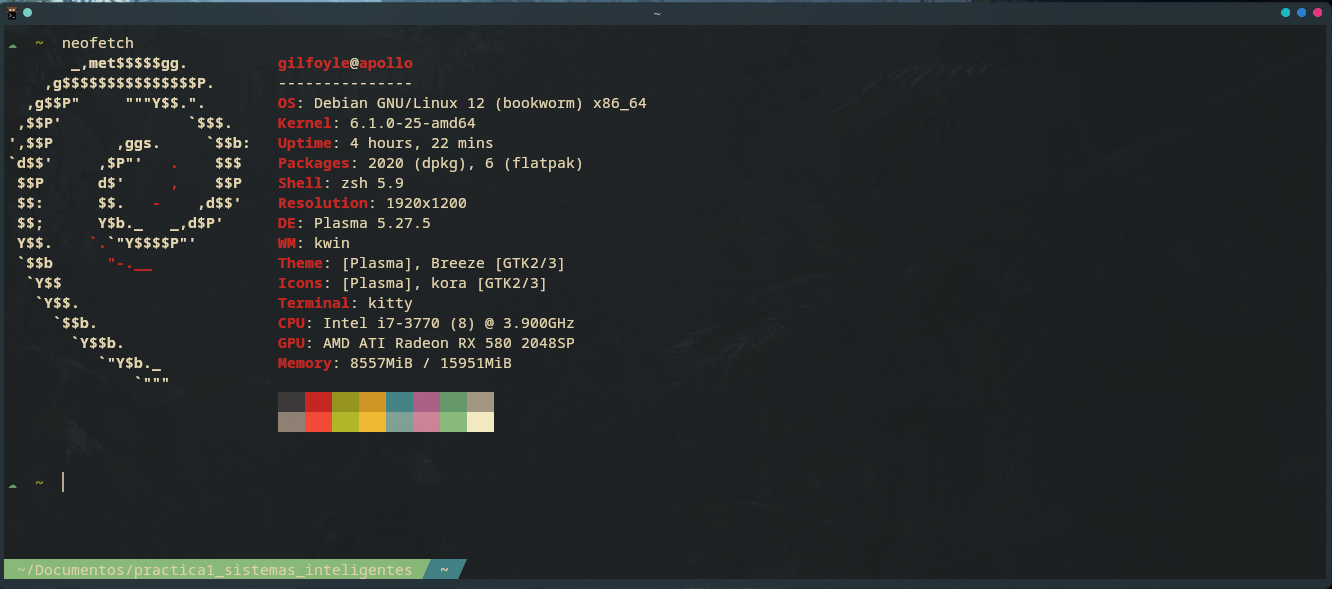 ~
~ neofetch
       _,met$$$$$gg.          gilfoyle@apollo
    ,g$$$$$$$$$$$$$$$P.       ---------------
  ,g$$P"     """Y$$.".        OS: Debian GNU/Linux 12 (bookworm) x86_64
 ,$$P'              `$$$.     Kernel: 6.1.0-25-amd64
',$$P       ,ggs.     `$$b:   Uptime: 4 hours, 22 mins
`d$$'     ,$P"'   .    $$$    Packages: 2020 (dpkg), 6 (flatpak)
 $$P      d$'     ,    $$P    Shell: zsh 5.9
 $$:      $$.   -    ,d$$'    Resolution: 1920x1200
 $$;      Y$b._   _,d$P'      DE: Plasma 5.27.5
 Y$$.    `.`"Y$$$$P"'         WM: kwin
 `$$b      "-.__              Theme: [Plasma], Breeze [GTK2/3]
  `Y$$                        Icons: [Plasma], kora [GTK2/3]
   `Y$$.                      Terminal: kitty
     `$$b.                    CPU: Intel i7-3770 (8) @ 3.900GHz
       `Y$$b.                 GPU: AMD ATI Radeon RX 580 2048SP
          `"Y$b._             Memory: 8557MiB / 15951MiB
              `"""
~
~/Documentos/practica1_sistemas_inteligentes ~